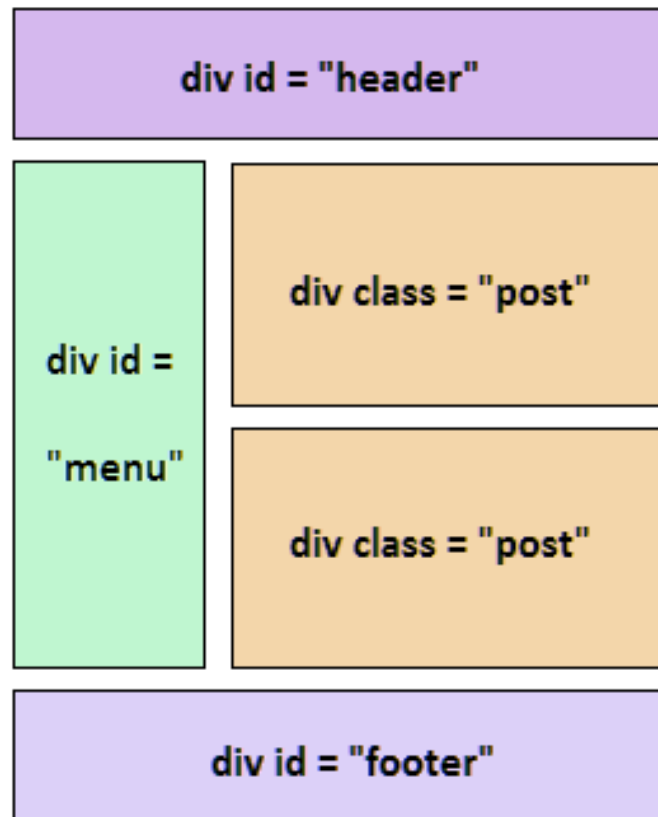 div id = "header"
div id =
"menu"
div class = "post"
div class = "post"
div id = "footer"